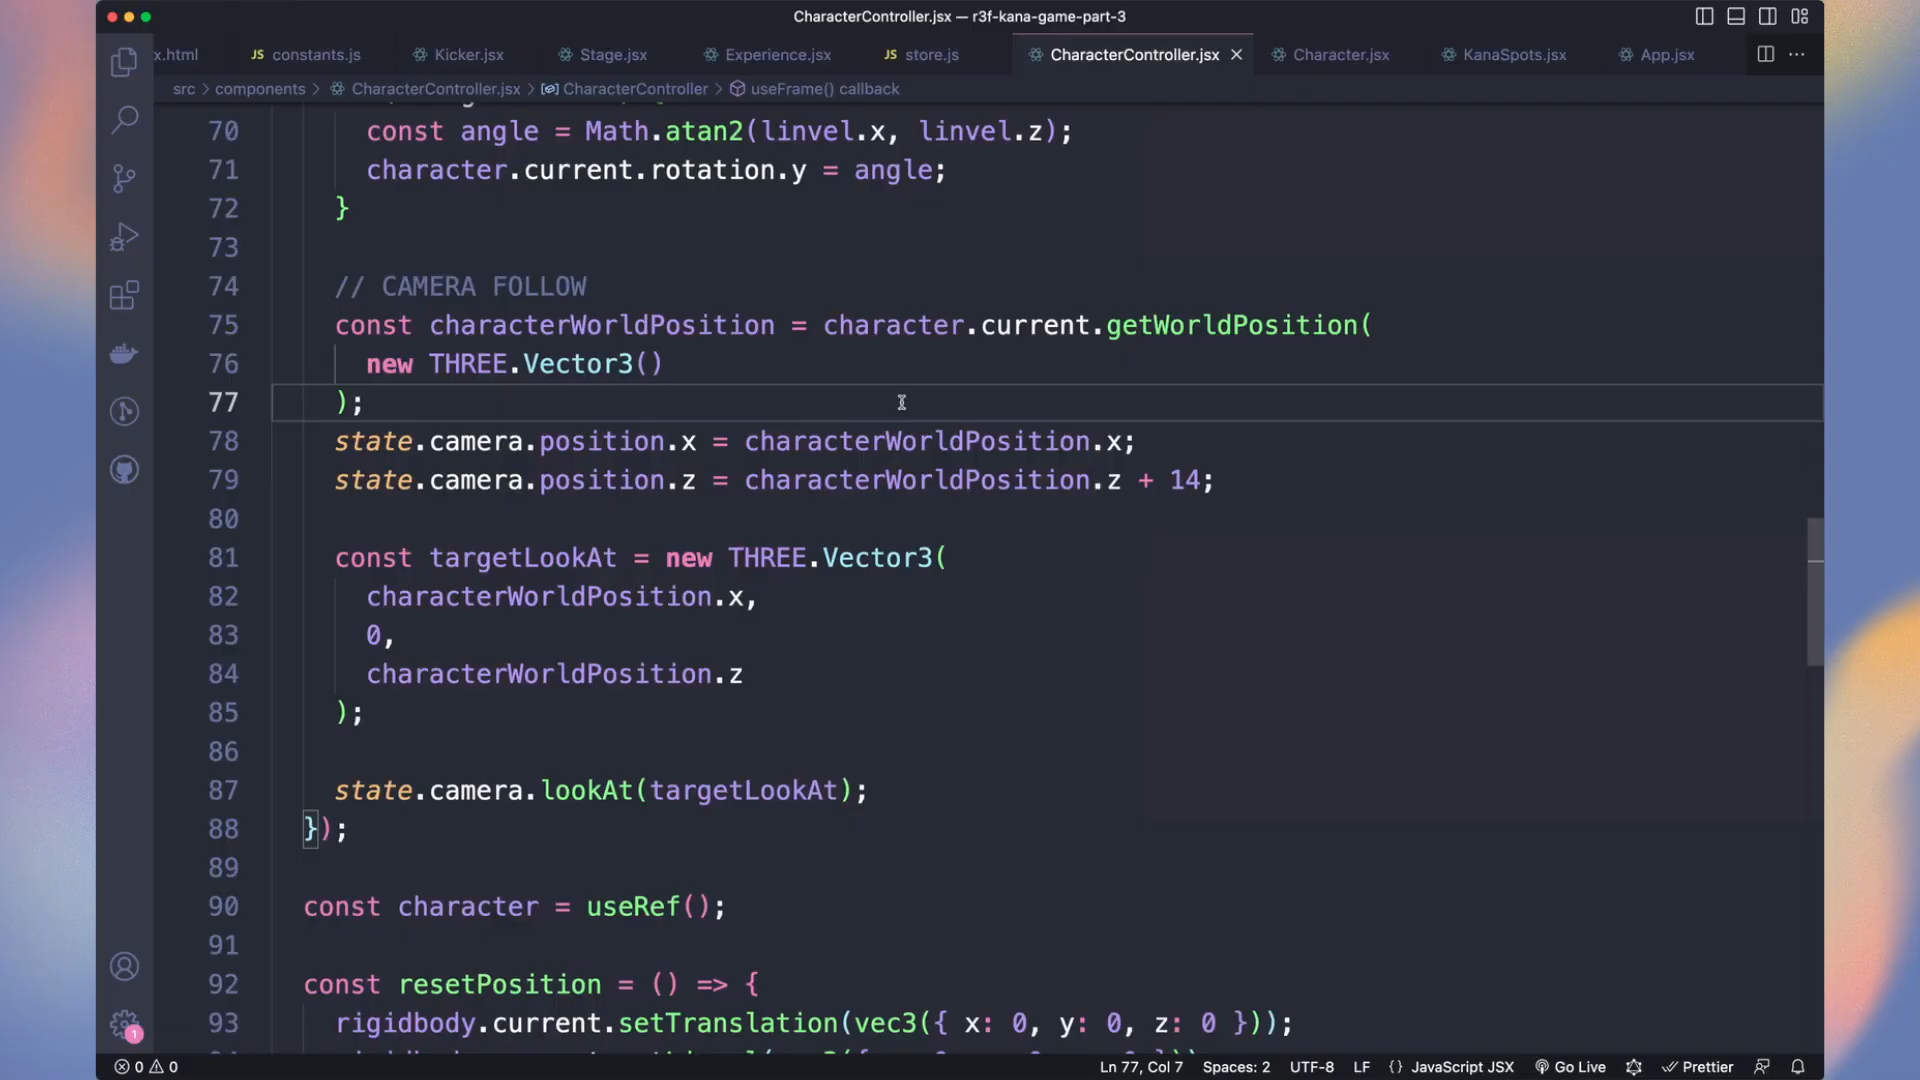 CharacterController.jsx — r3f-kana-game-part-3
x.html JS constants.js Kicker.jsx Stage.jsx Experience.jsx JS store.js CharacterController.jsx Character.jsx KanaSpots.jsx App.jsx
src > components > CharacterController.jsx > CharacterController > useFrame() callback
70 const angle = Math.atan2(linvel.x, linvel.z);
71 character.current.rotation.y = angle;
72 }
73
74 // CAMERA FOLLOW
75 const characterWorldPosition = character.current.getWorldPosition(
76 new THREE.Vector3()
77 );
78 state.camera.position.x = characterWorldPosition.x;
79 state.camera.position.z = characterWorldPosition.z + 14;
80
81 const targetLookAt = new THREE.Vector3(
82 characterWorldPosition.x,
83 0,
84 characterWorldPosition.z
85 );
86
87 state.camera.lookAt(targetLookAt);
88 });
89
90 const character = useRef();
91
92 const resetPosition = () => {
93 rigidbody.current.setTranslation(vec3({ x: 0, y: 0, z: 0 }));
1
0 0 Ln 77, Col 7 Spaces: 2 UTF-8 LF {} JavaScript JSX Go Live Prettier